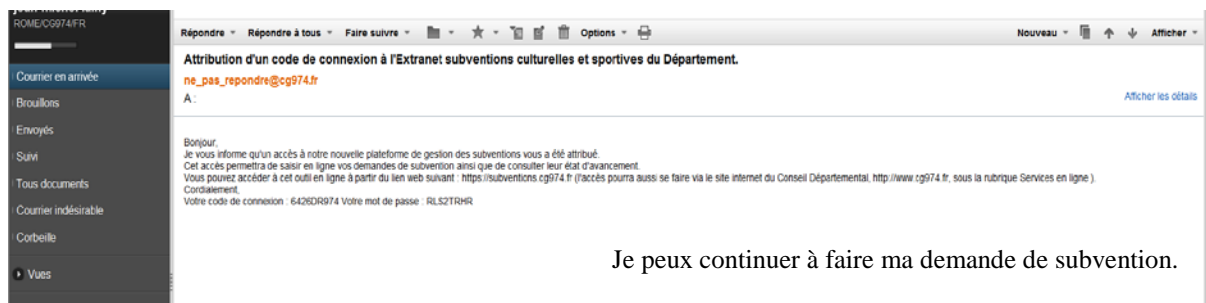 ROME/CG974/FR
Répondre Répondre à tous Faire suivre Options Nouveau Afficher
Attribution d'un code de connexion à l'Extranet subventions culturelles et sportives du Département.
ne_pas_repondre@cg974.fr
A :
Afficher les détails
Courrier en arrivée
Brouillons
Envoyés
Suivi
Tous documents
Courrier indésirable
Corbeille
Vues
Bonjour,
Je vous informe qu'un accès à notre nouvelle plateforme de gestion des subventions vous a été attribué.
Cet accès permettra de saisir en ligne vos demandes de subvention ainsi que de consulter leur état d'avancement.
Vous pouvez accéder à cet outil en ligne à partir du lien web suivant : https://subventions.cg974.fr (l'accès pourra aussi se faire via le site internet du Conseil Départemental, http://www.cg974.fr, sous la rubrique Services en ligne ).
Cordialement,
Votre code de connexion : 6426DR974 Votre mot de passe : RLS2TRHR
Je peux continuer à faire ma demande de subvention.